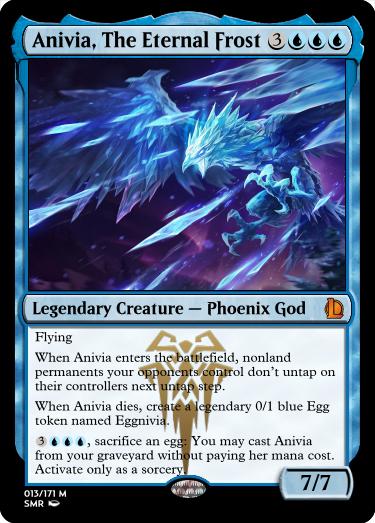 Anivia, The Eternal Frost 3
Legendary Creature — Phoenix God
Flying
When Anivia enters the battlefield, nonland
permanents your opponents control don't untap on
their controllers next untap step.
When Anivia dies, create a legendary 0/1 blue Egg
token named Eggnivia.
3, sacrifice an egg: You may cast Anivia
from your graveyard without paying her mana cost.
Activate only as a sorcery.
7/7
013/171 M
SMR